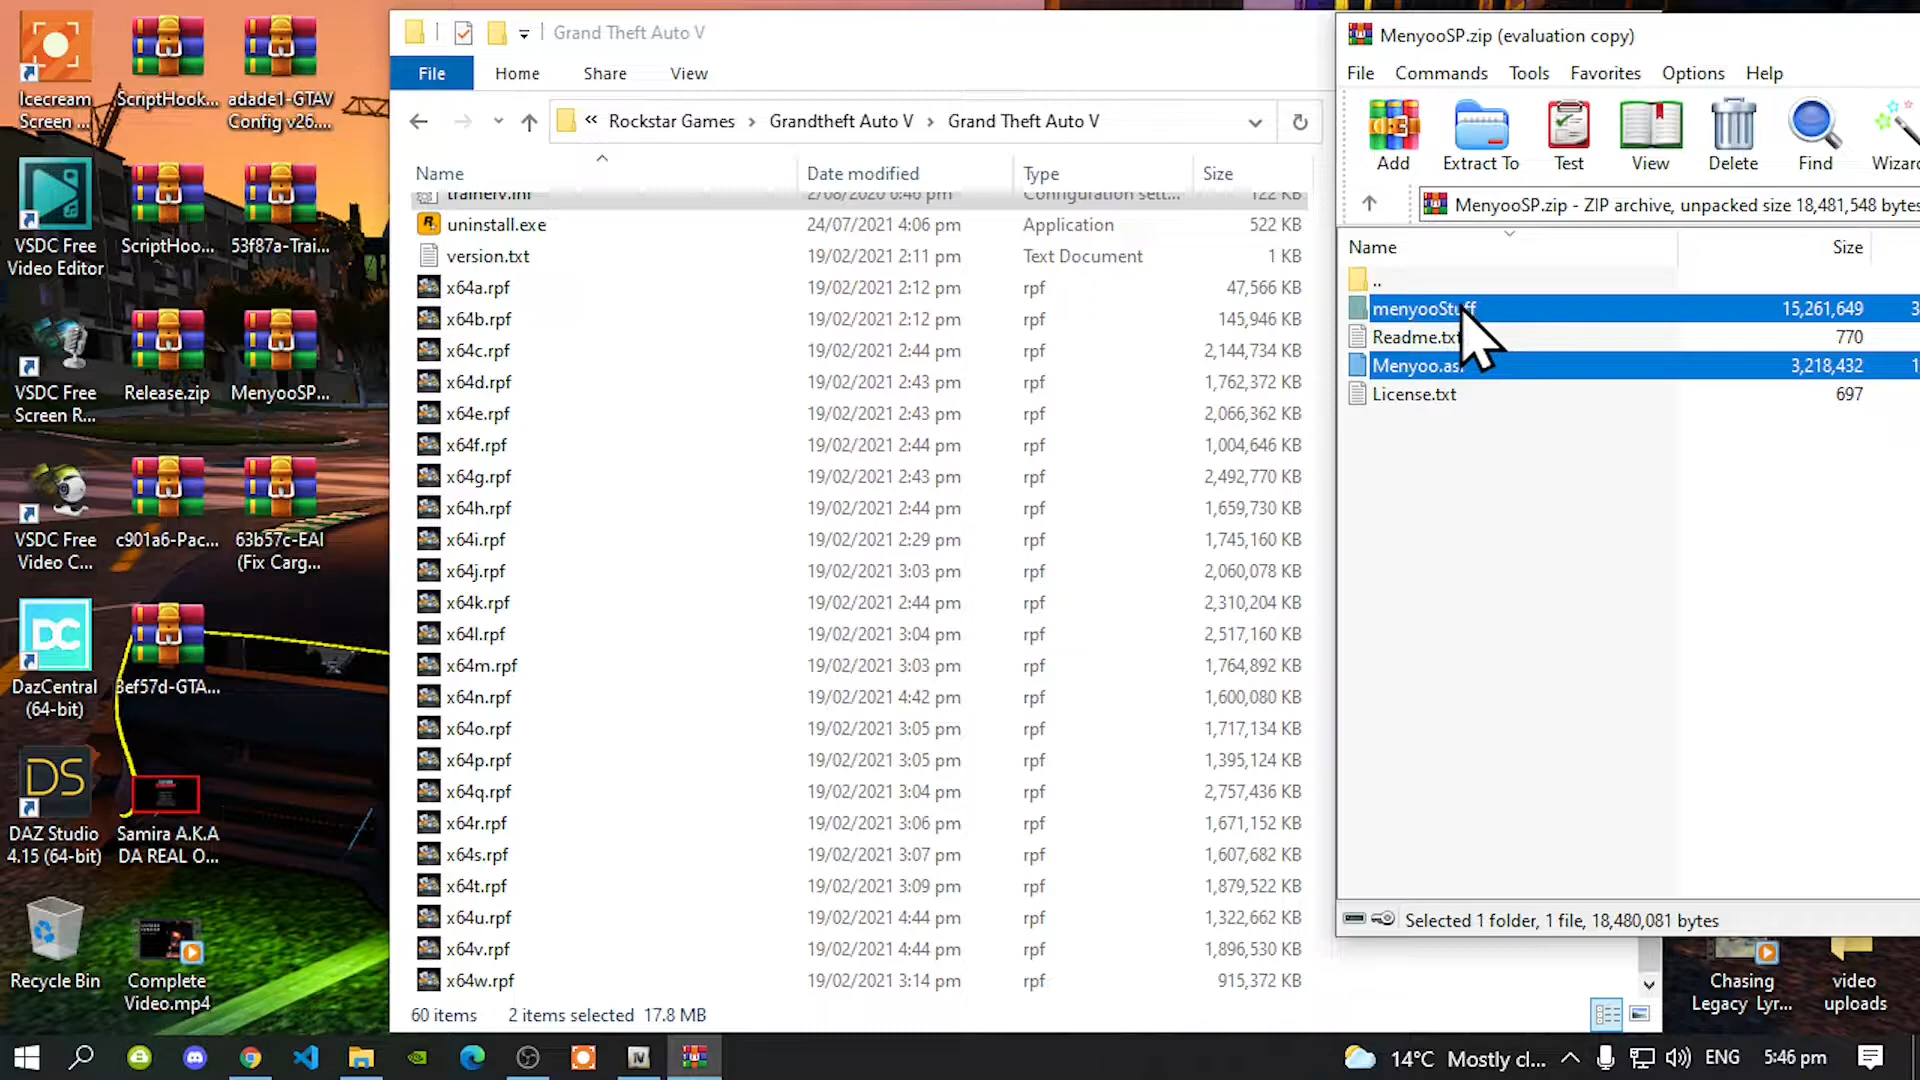 Icecream
Screen ...
ScriptHook...
adade1-GTAV
Config v26....
VSDC Free
Video Editor
ScriptHoo...
53f87a-Trai...
VSDC Free
Screen R...
Release.zip
MenyooSP...
VSDC Free
Video C...
c901a6-Pac...
63b57c-EAI
(Fix Carg...
DC
DazCentral
(64-bit)
3ef57d-GTA...
DS
DAZ Studio
4.15 (64-bit)
Samira A.K.A
DA REAL O...
Recycle Bin
Complete
Video.mp4
Grand Theft Auto V
File
Home
Share
View
« Rockstar Games > Grandtheft Auto V > Grand Theft Auto V
Name
Date modified
Type
Size
trainerv.ini 2/08/2020 6:46 pm Configuration sett... 122 KB
uninstall.exe 24/07/2021 4:06 pm Application 522 KB
version.txt 19/02/2021 2:11 pm Text Document 1 KB
x64a.rpf 19/02/2021 2:12 pm rpf 47,566 KB
x64b.rpf 19/02/2021 2:12 pm rpf 145,946 KB
x64c.rpf 19/02/2021 2:44 pm rpf 2,144,734 KB
x64d.rpf 19/02/2021 2:43 pm rpf 1,762,372 KB
x64e.rpf 19/02/2021 2:43 pm rpf 2,066,362 KB
x64f.rpf 19/02/2021 2:44 pm rpf 1,004,646 KB
x64g.rpf 19/02/2021 2:43 pm rpf 2,492,770 KB
x64h.rpf 19/02/2021 2:44 pm rpf 1,659,730 KB
x64i.rpf 19/02/2021 2:29 pm rpf 1,745,160 KB
x64j.rpf 19/02/2021 3:03 pm rpf 2,060,078 KB
x64k.rpf 19/02/2021 2:44 pm rpf 2,310,204 KB
x64l.rpf 19/02/2021 3:04 pm rpf 2,517,160 KB
x64m.rpf 19/02/2021 3:03 pm rpf 1,764,892 KB
x64n.rpf 19/02/2021 4:42 pm rpf 1,600,080 KB
x64o.rpf 19/02/2021 3:05 pm rpf 1,717,134 KB
x64p.rpf 19/02/2021 3:05 pm rpf 1,395,124 KB
x64q.rpf 19/02/2021 3:04 pm rpf 2,757,436 KB
x64r.rpf 19/02/2021 3:06 pm rpf 1,671,152 KB
x64s.rpf 19/02/2021 3:07 pm rpf 1,607,682 KB
x64t.rpf 19/02/2021 3:09 pm rpf 1,879,522 KB
x64u.rpf 19/02/2021 4:44 pm rpf 1,322,662 KB
x64v.rpf 19/02/2021 4:44 pm rpf 1,896,530 KB
x64w.rpf 19/02/2021 3:14 pm rpf 915,372 KB
60 items 2 items selected 17.8 MB
MenyooSP.zip (evaluation copy)
File Commands Tools Favorites Options Help
Add Extract To Test View Delete Find Wizar
MenyooSP.zip - ZIP archive, unpacked size 18,481,548 bytes
Name Size
..
menyooStuff 15,261,649 3
Readme.txt 770
Menyoo.asi 3,218,432 1
License.txt 697
Selected 1 folder, 1 file, 18,480,081 bytes
Chasing
Legacy Lyr...
video
uploads
14°C Mostly cl... ENG 5:46 pm